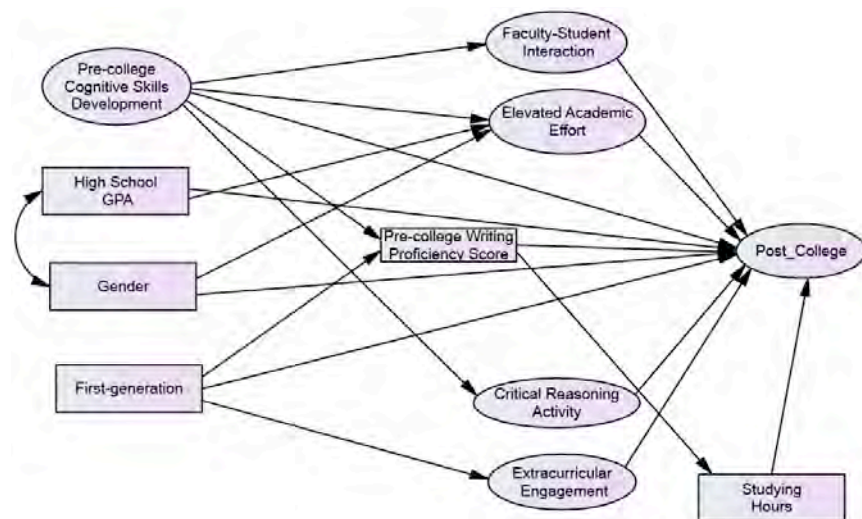 Faculty-Student
Interaction
Pre-college
Cognitive Skills
Development
Elevated Academic
Effort
High School
GPA
Pre-college Writing
Proficiency Score
Post_College
Gender
First-generation
Critical Reasoning
Activity
Extracurricular
Engagement
Studying
Hours